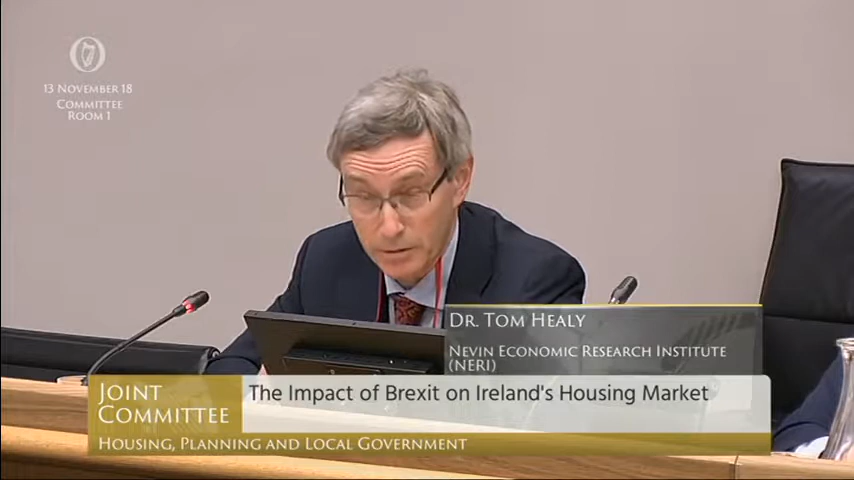 13 November 18
Committee
Room 1
Dr. Tom Healy
Nevin Economic Research Institute
(NERI)
Joint
Committee
The Impact of Brexit on Ireland's Housing Market
Housing, Planning and Local Government